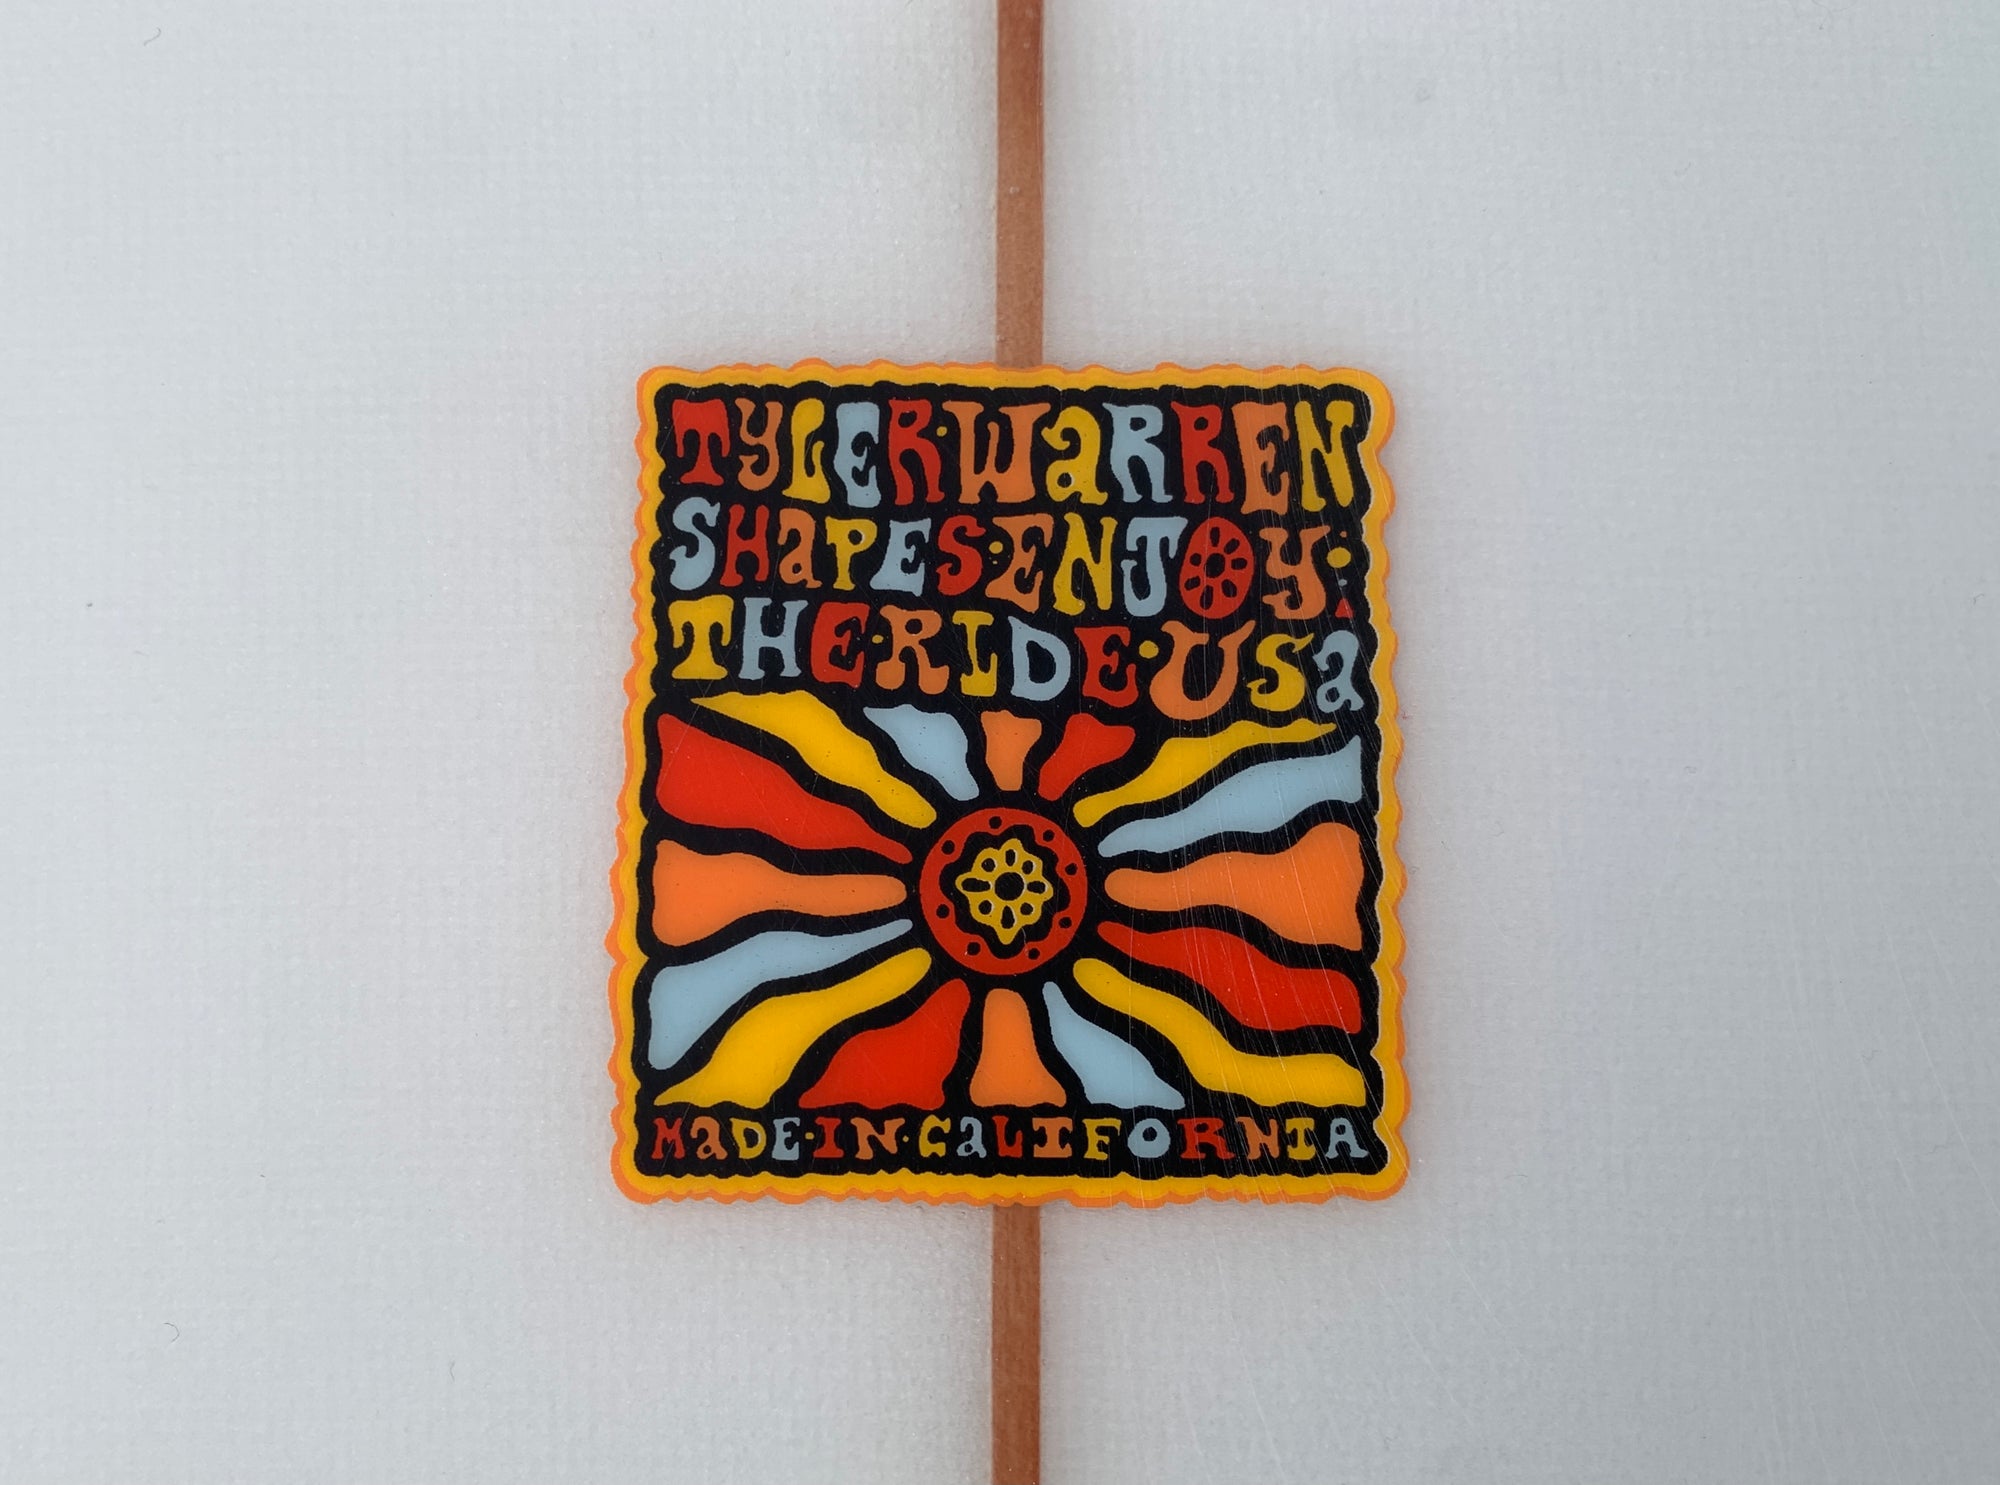 TYLER·WaRREN
SHaPES·ENJOY·
THE·RIDE·USa
MaDE·IN·CaLIFORNIA